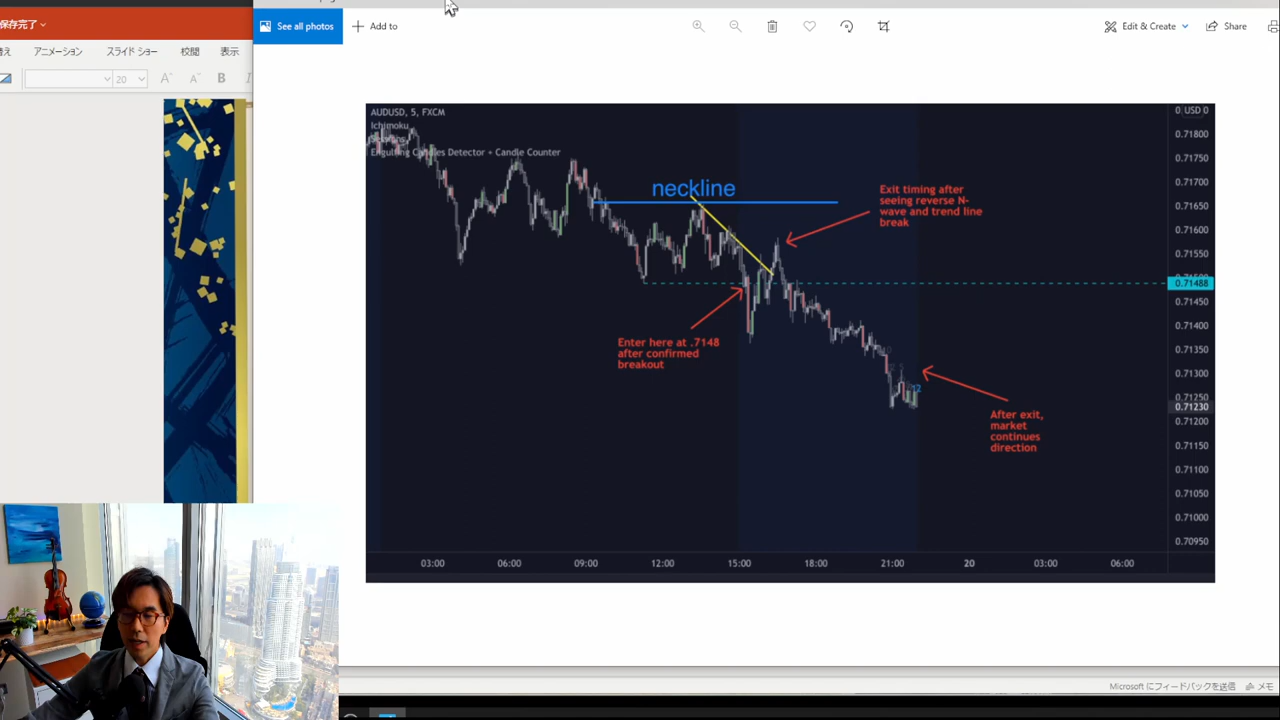 保存完了
See all photos
Add to
Edit & Create
Share
アニメーション
スライド ショー
校閲
表示
20
A
A
B
AUDUSD, 5, FXCM
Ichimoku
Engulfing Candles Detector + Candle Counter
neckline
Exit timing after
seeing reverse N-
wave and trend line
break
Enter here at .7148
after confirmed
breakout
After exit,
market
continues
direction
12
USD
0.71800
0.71750
0.71700
0.71650
0.71600
0.71550
0.71488
0.71450
0.71400
0.71350
0.71300
0.71250
0.71230
0.71200
0.71150
0.71100
0.71050
0.71000
0.70950
03:00
06:00
09:00
12:00
15:00
18:00
21:00
20
03:00
06:00
Microsoft にフィードバックを送信
メモ